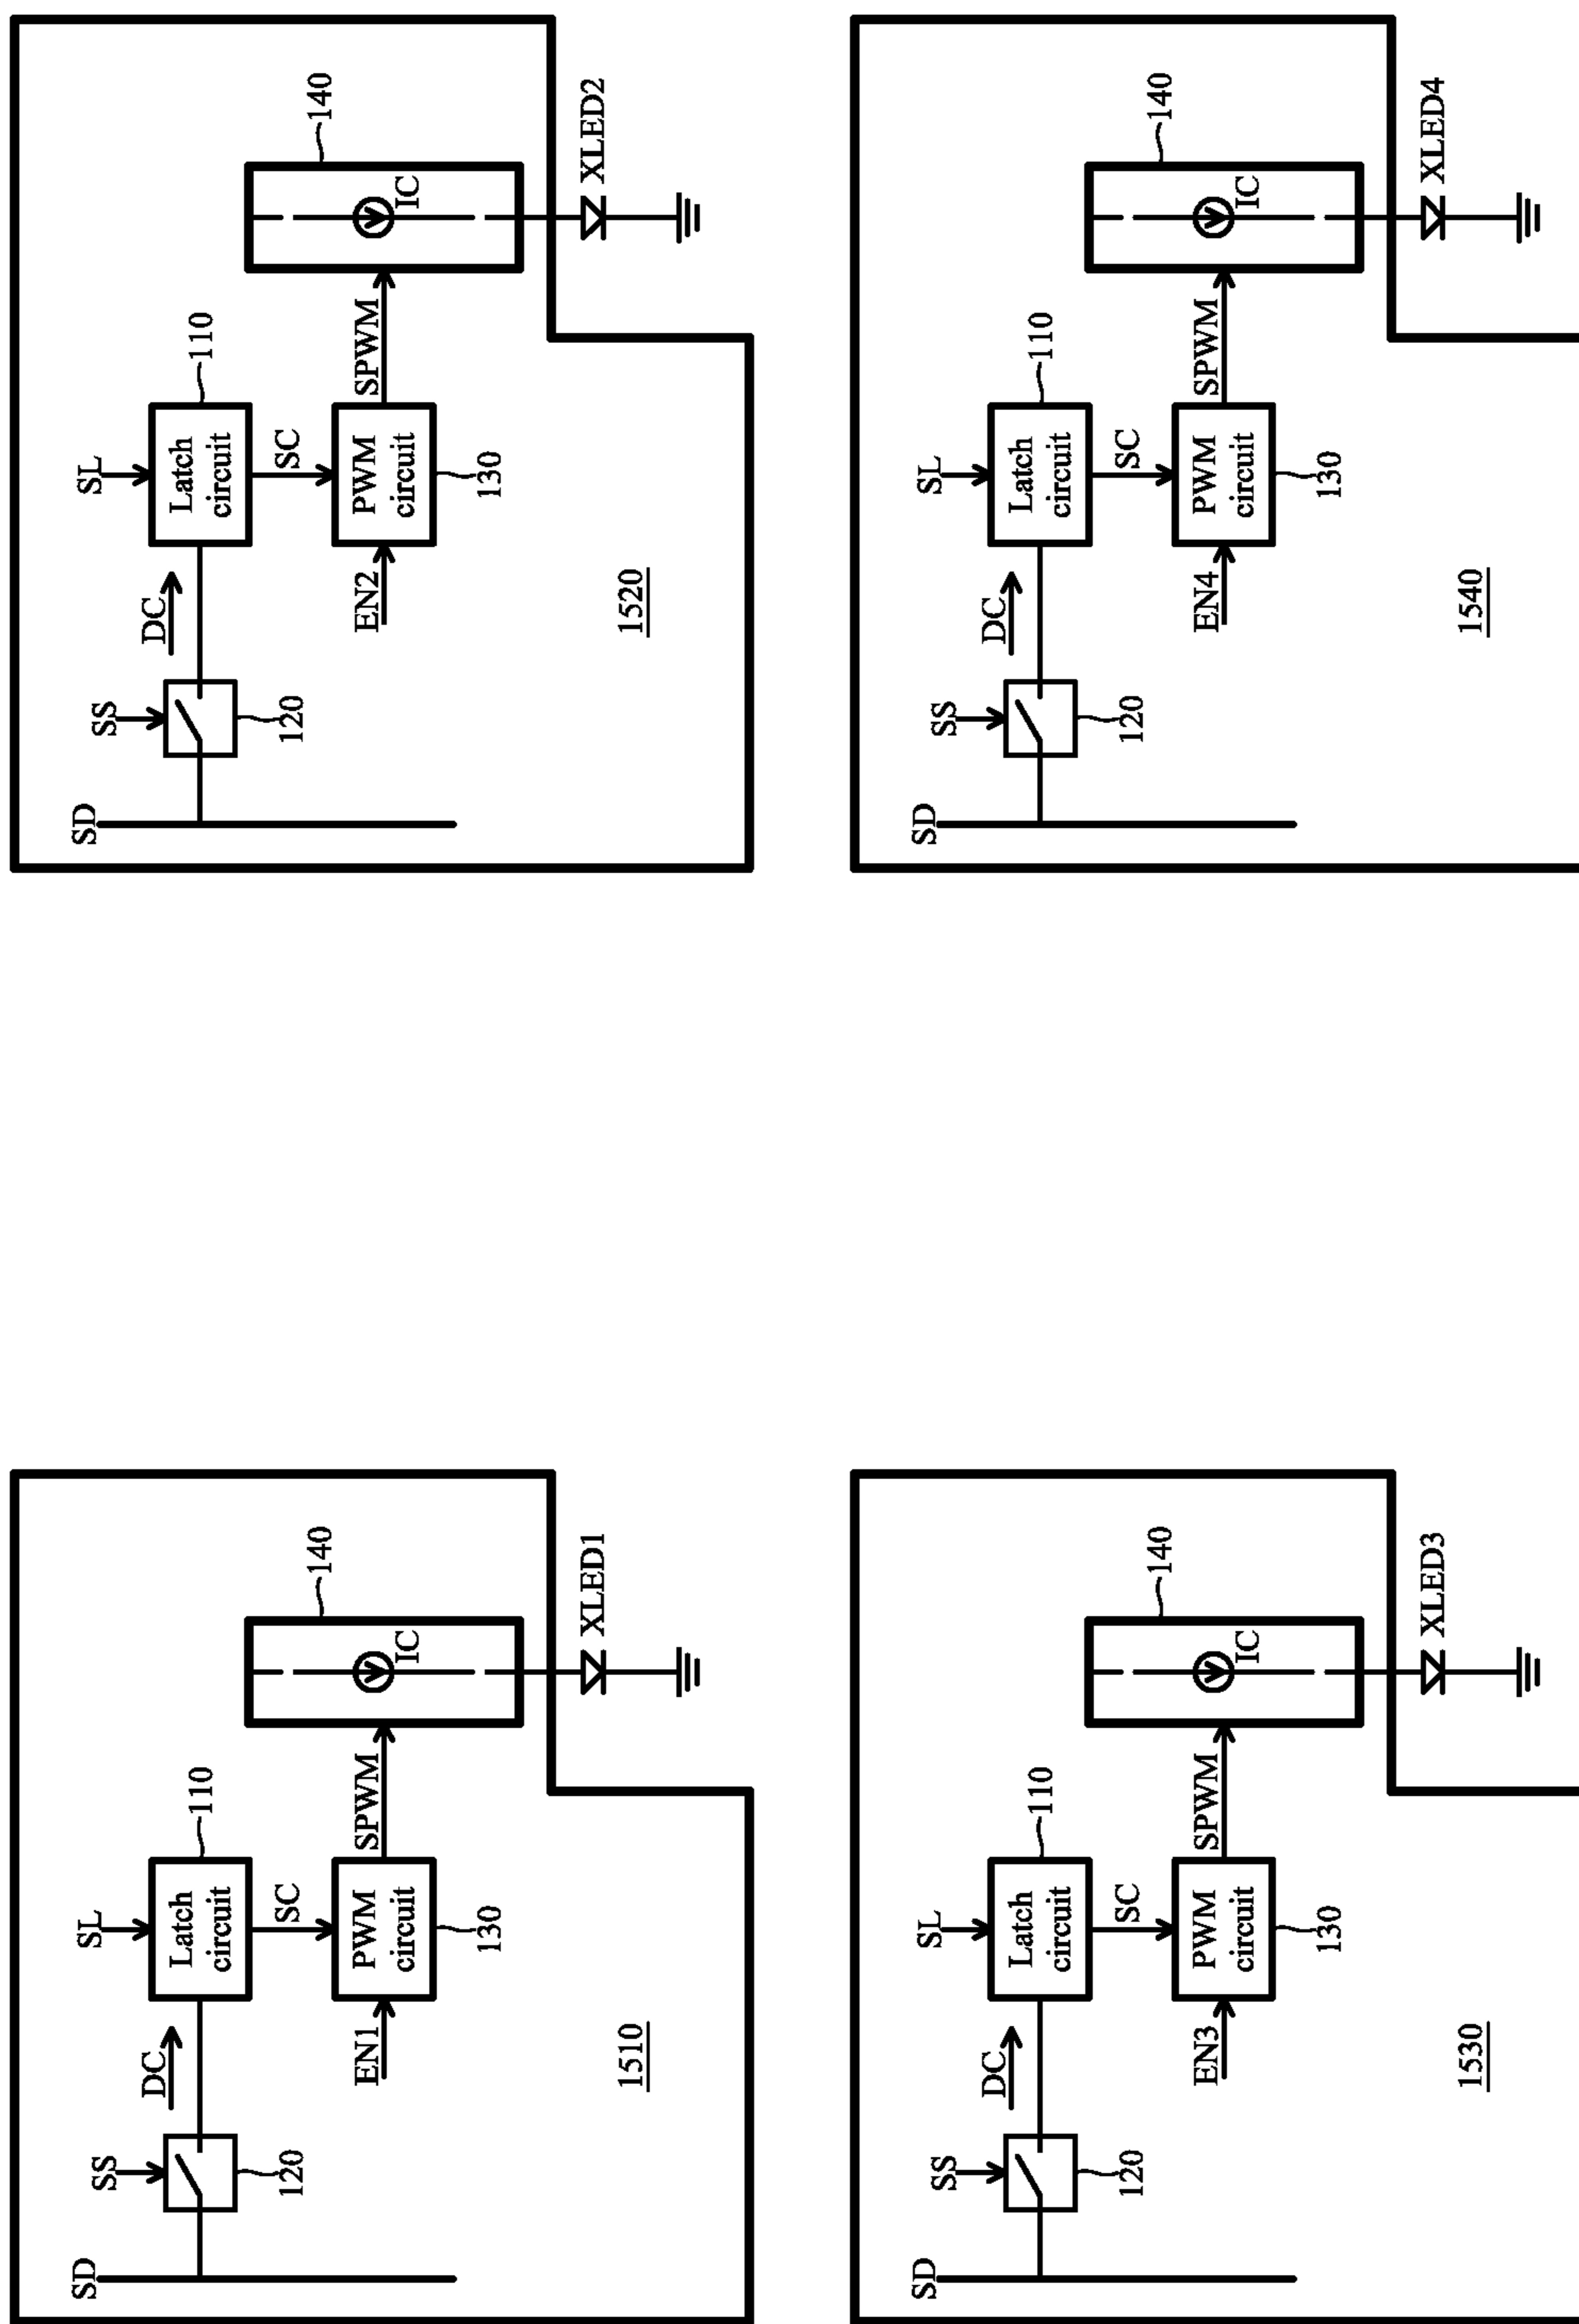 SD
SS
120
DC
SL
Latch
circuit
110
SC
EN1
PWM
circuit
130
SPWM
140
IC
XLED1
1510
SD
SS
120
DC
SL
Latch
circuit
110
SC
EN2
PWM
circuit
130
SPWM
140
IC
XLED2
1520
SD
SS
120
DC
SL
Latch
circuit
110
SC
EN3
PWM
circuit
130
SPWM
140
IC
XLED3
1530
SD
SS
120
DC
SL
Latch
circuit
110
SC
EN4
PWM
circuit
130
SPWM
140
IC
XLED4
1540